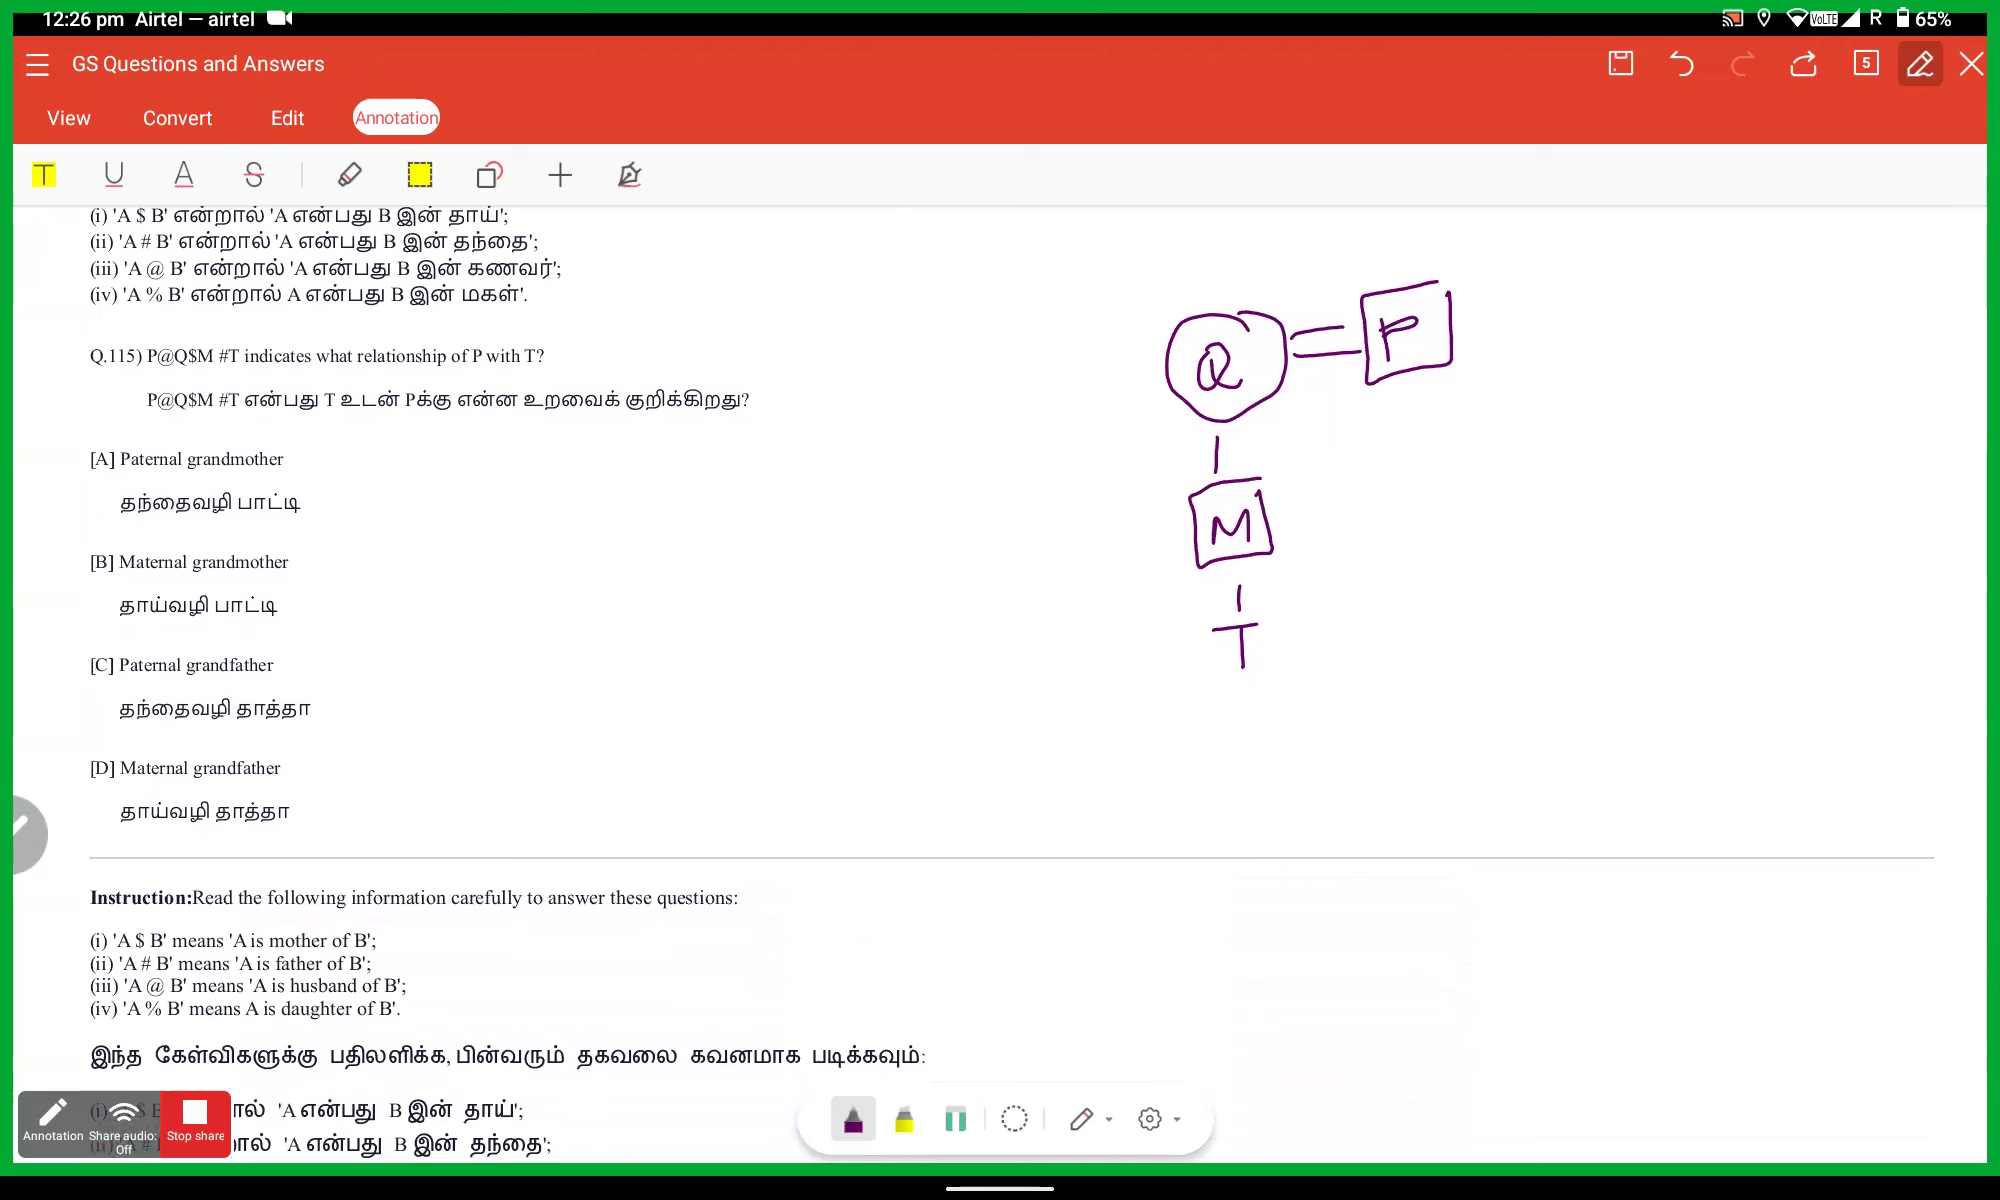 12:26 pm Airtel — airtel
VoLTE R 65%
GS Questions and Answers
5
View Convert Edit Annotation
T U A S
(i) 'A $ B' என்றால் 'A என்பது B இன் தாய்';
(ii) 'A # B' என்றால் 'A என்பது B இன் தந்தை';
(iii) 'A @ B' என்றால் 'A என்பது B இன் கணவர்';
(iv) 'A % B' என்றால் A என்பது B இன் மகள்'.
Q.115) P@Q$M #T indicates what relationship of P with T?
P@Q$M #T என்பது T உடன் Pக்கு என்ன உறவைக் குறிக்கிறது?
[A] Paternal grandmother
தந்தைவழி பாட்டி
[B] Maternal grandmother
தாய்வழி பாட்டி
[C] Paternal grandfather
தந்தைவழி தாத்தா
[D] Maternal grandfather
தாய்வழி தாத்தா
Q = P
M
T
Instruction:Read the following information carefully to answer these questions:
(i) 'A $ B' means 'A is mother of B';
(ii) 'A # B' means 'A is father of B';
(iii) 'A @ B' means 'A is husband of B';
(iv) 'A % B' means A is daughter of B'.
இந்த கேள்விகளுக்கு பதிலளிக்க, பின்வரும் தகவலை கவனமாக படிக்கவும்:
'A என்பது B இன் தாய்';
'A என்பது B இன் தந்தை';
Annotation Share audio: Off Stop share